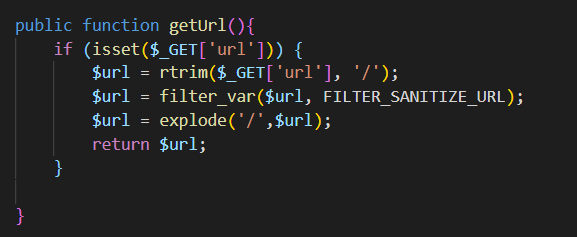 public function getUrl(){
    if (isset($_GET['url'])) {
        $url = rtrim($_GET['url'], '/');
        $url = filter_var($url, FILTER_SANITIZE_URL);
        $url = explode('/',$url);
        return $url;
    }

}